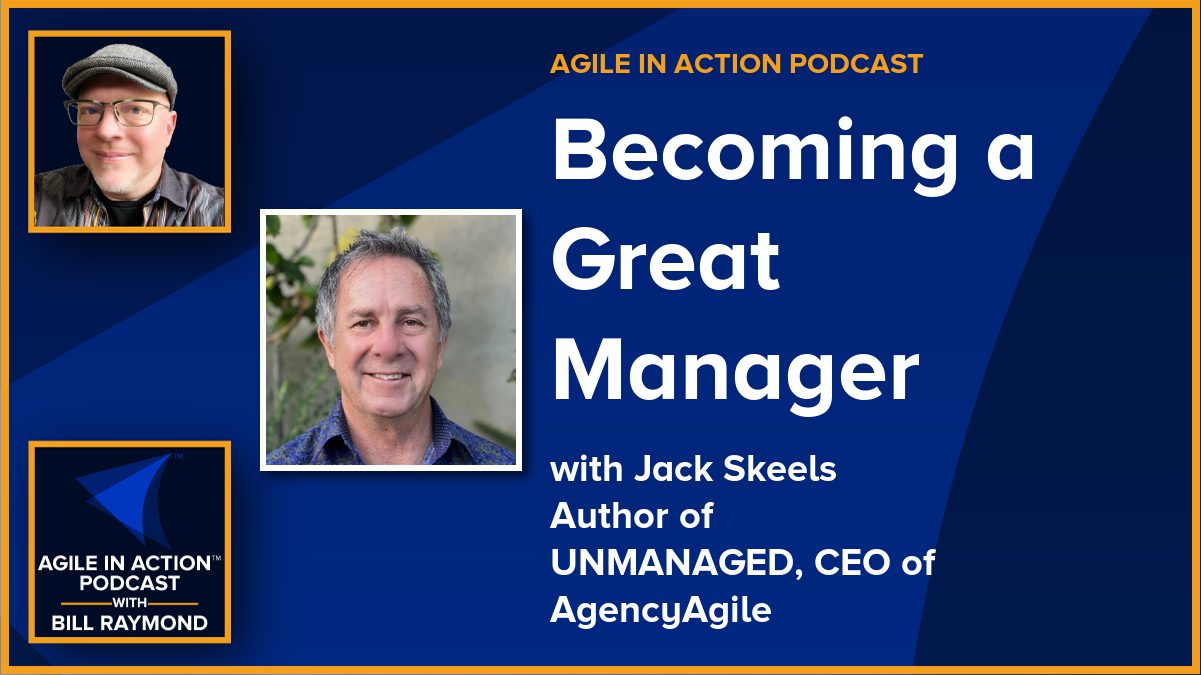 AGILE IN ACTION PODCAST
Becoming a
Great
Manager
with Jack Skeels
Author of
UNMANAGED, CEO of
AgencyAgile
TM
AGILE IN ACTION™
PODCAST
WITH
BILL RAYMOND